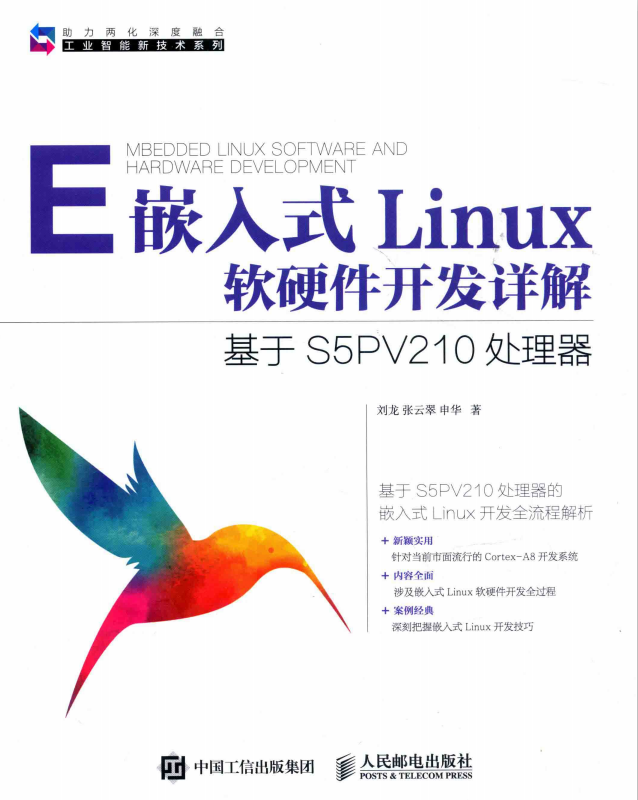 助力两化深度融合
工业智能新技术系列
EMBEDDED LINUX SOFTWARE AND
HARDWARE DEVELOPMENT
嵌入式 Linux
软硬件开发详解
基于 S5PV210 处理器
刘龙 张云翠 申华 著
基于 S5PV210 处理器的
嵌入式 Linux 开发全流程解析
+ 新颖实用
针对当前市面流行的 Cortex-A8 开发系统
+ 内容全面
涉及嵌入式 Linux 软硬件开发全过程
+ 案例经典
深刻把握嵌入式 Linux 开发技巧
中国工信出版集团
人民邮电出版社
POSTS & TELECOM PRESS